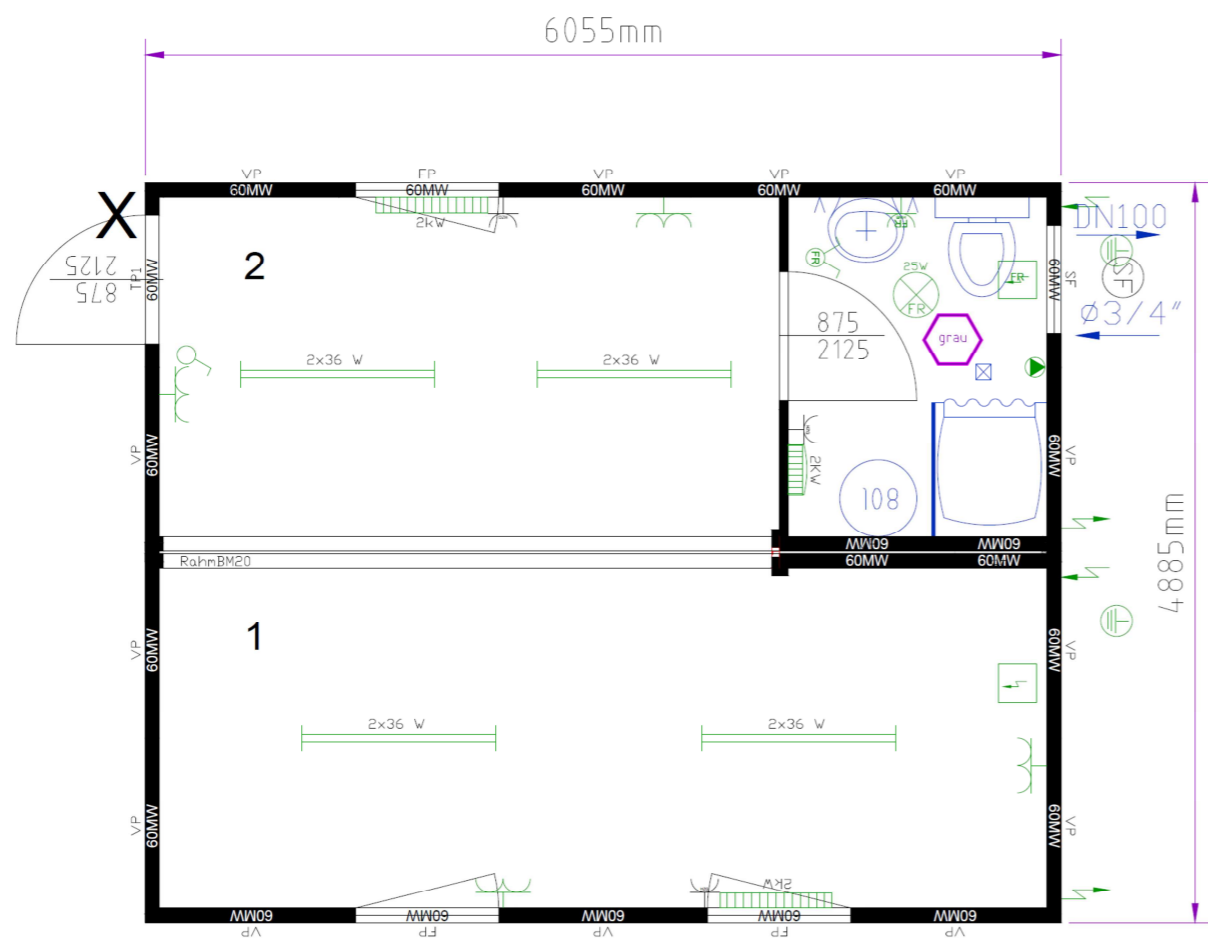 6055mm
VP FP VP VP VP
60MW 60MW 60MW 60MW 60MW
X
2kW
DN100
2
FR
FR
25W
FR
FR
TP1
60MW
875
2125
60MW
SF
SF
Ø3/4"
875
2125
grau
2x36 W
2x36 W
VP
60MW
2KW
108
60MW
VP
60MW
60MW
RahmBM20
60MW
60MW
4885mm
1
VP
60MW
60MW
VP
1
2x36 W
2x36 W
VP
60MW
60MW
VP
2KW
60MW 60MW 60MW 60MW 60MW
VP FP VP FP VP